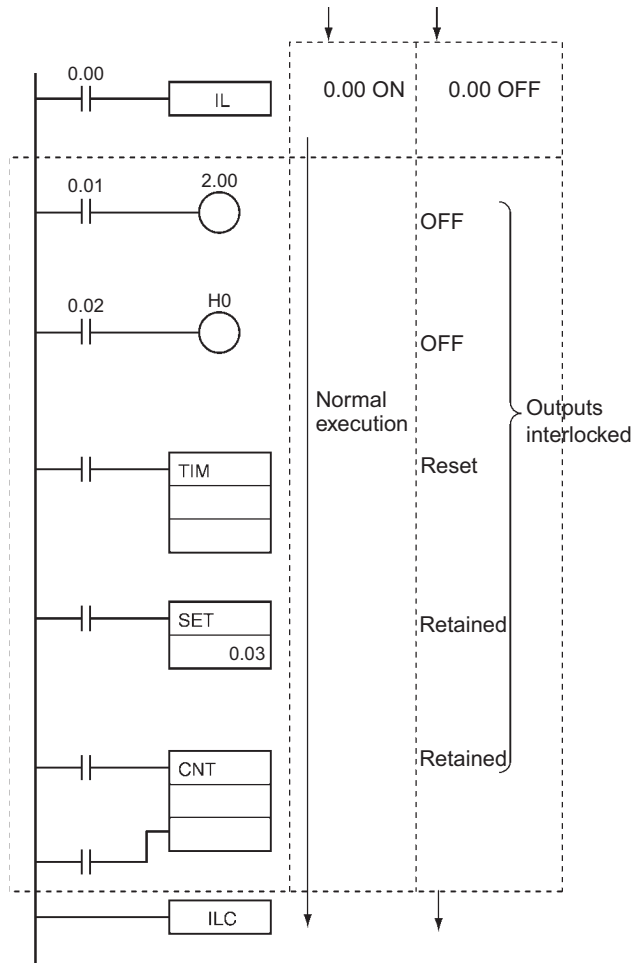 0.00
IL
0.00 ON
0.00 OFF
0.01
2.00
OFF
0.02
H0
OFF
Normal
execution
Outputs
interlocked
TIM
Reset
SET
0.03
Retained
CNT
Retained
ILC